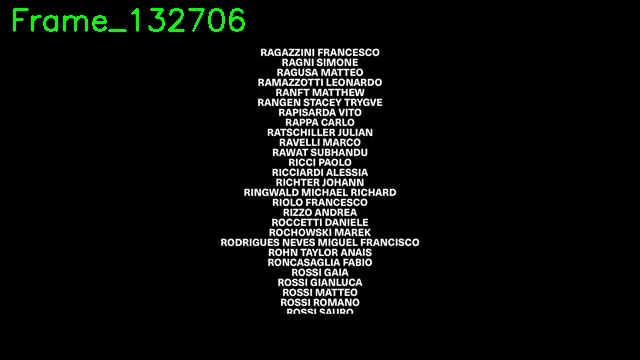 Frame_132706
RAGAZZINI FRANCESCO
RAGNI SIMONE
RAGUSA MATTEO
RAMAZZOTTI LEONARDO
RANFT MATTHEW
RANGEN STACEY TRYGVE
RAPISARDA VITO
RAPPA CARLO
RATSCHILLER JULIAN
RAVELLI MARCO
RAWAT SUBHANDU
RICCI PAOLO
RICCIARDI ALESSIA
RICHTER JOHANN
RINGWALD MICHAEL RICHARD
RIOLO FRANCESCO
RIZZO ANDREA
ROCCETTI DANIELE
ROCHOWSKI MAREK
RODRIGUES NEVES MIGUEL FRANCISCO
ROHN TAYLOR ANAIS
RONCASAGLIA FABIO
ROSSI GAIA
ROSSI GIANLUCA
ROSSI MATTEO
ROSSI ROMANO
ROSSI SAURO